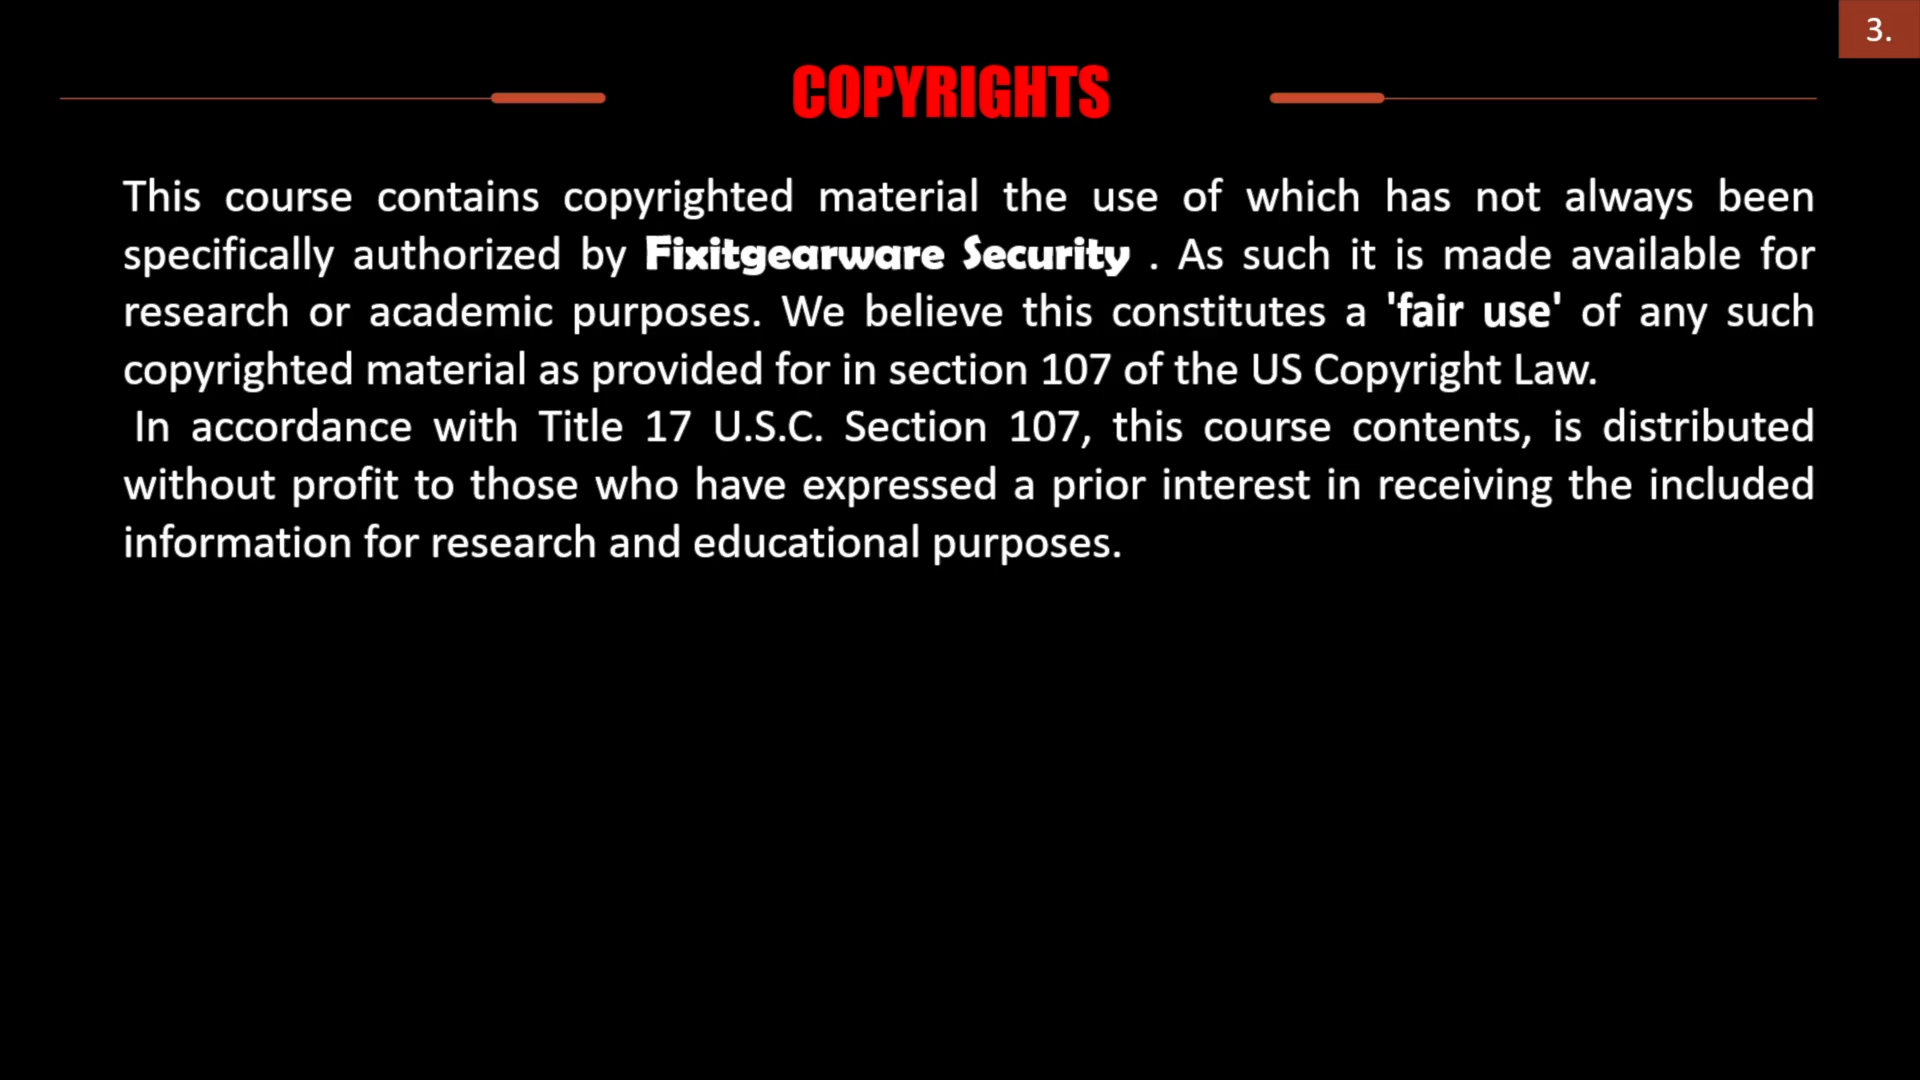 3.
COPYRIGHTS
This course contains copyrighted material the use of which has not always been
specifically authorized by Fixitgearware Security . As such it is made available for
research or academic purposes. We believe this constitutes a 'fair use' of any such
copyrighted material as provided for in section 107 of the US Copyright Law.
In accordance with Title 17 U.S.C. Section 107, this course contents, is distributed
without profit to those who have expressed a prior interest in receiving the included
information for research and educational purposes.